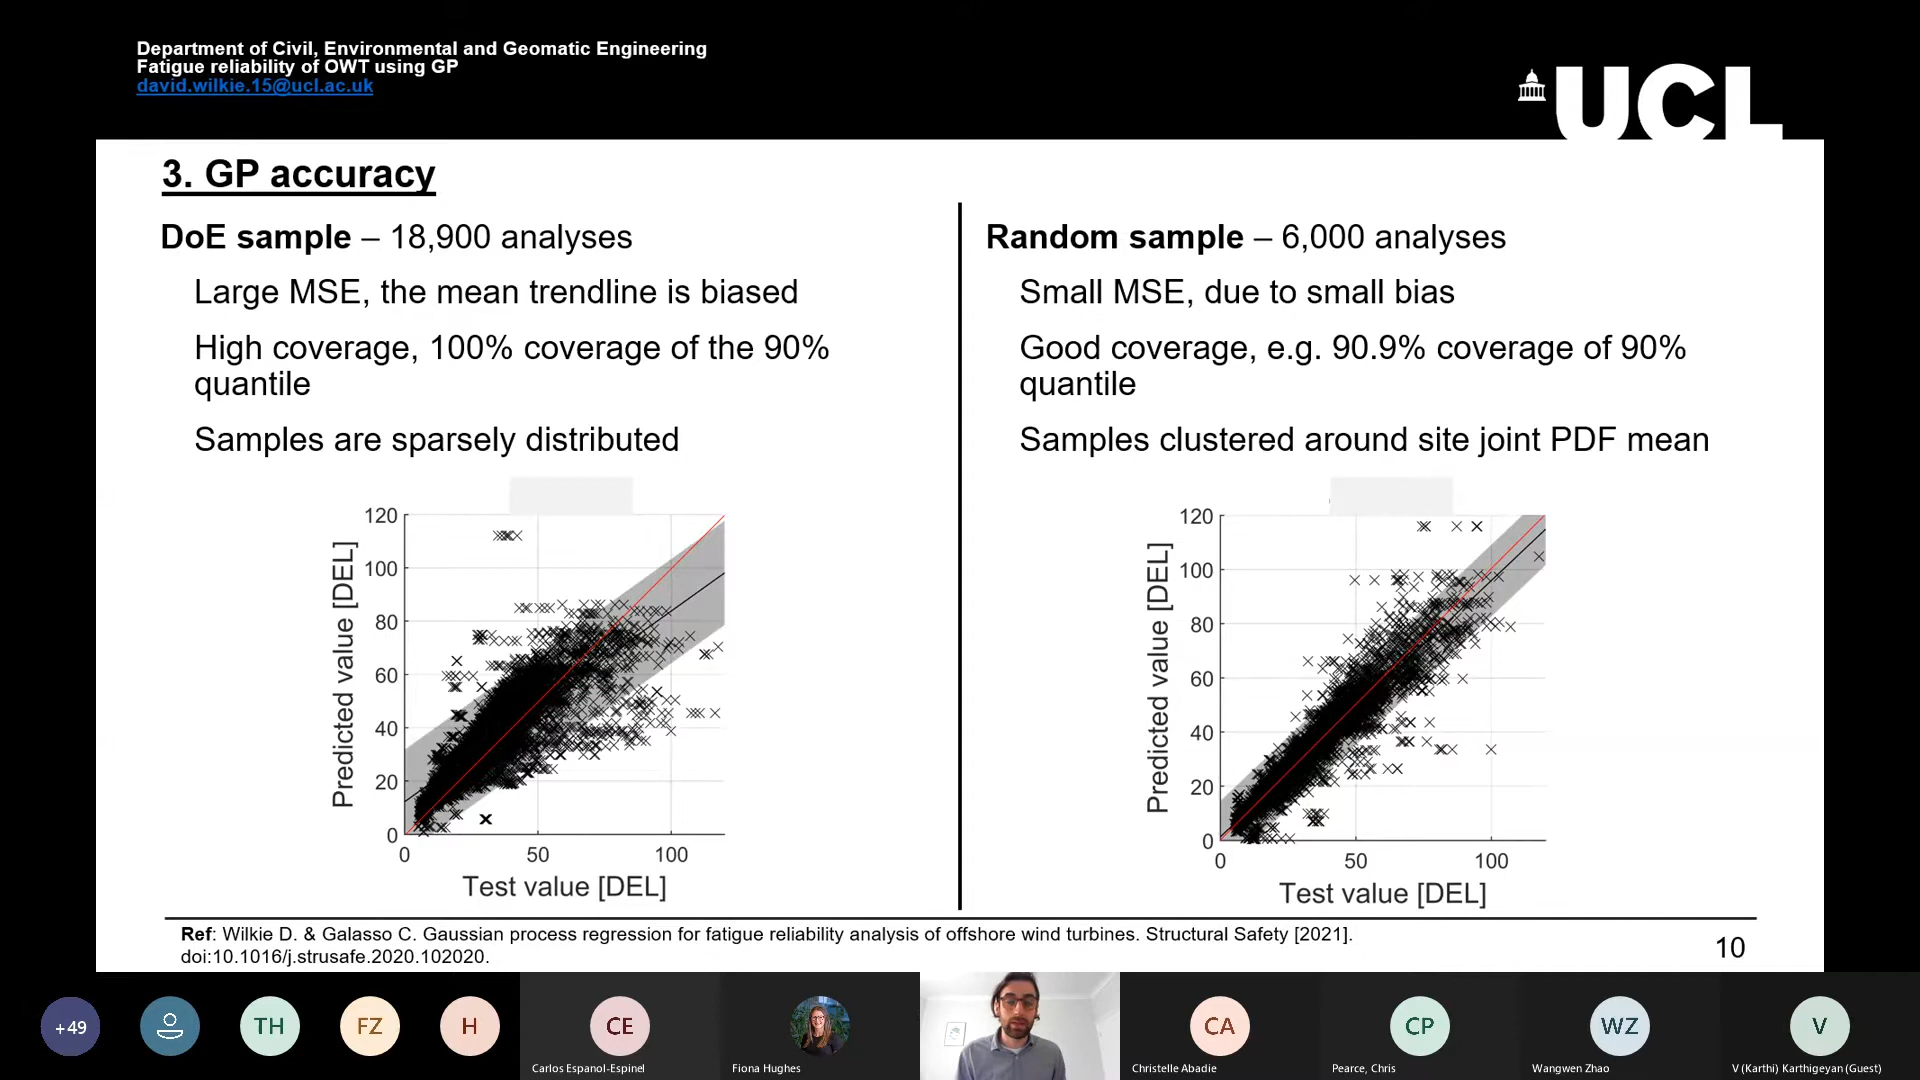 Department of Civil, Environmental and Geomatic Engineering
Fatigue reliability of OWT using GP
david.wilkie.15@ucl.ac.uk
UCL
3. GP accuracy
DoE sample – 18,900 analyses
Large MSE, the mean trendline is biased
High coverage, 100% coverage of the 90%
quantile
Samples are sparsely distributed
Random sample – 6,000 analyses
Small MSE, due to small bias
Good coverage, e.g. 90.9% coverage of 90%
quantile
Samples clustered around site joint PDF mean
Predicted value [DEL]
120
100
80
60
40
20
0
0 50 100
Test value [DEL]
Predicted value [DEL]
120
100
80
60
40
20
0
0 50 100
Test value [DEL]
Ref: Wilkie D. & Galasso C. Gaussian process regression for fatigue reliability analysis of offshore wind turbines. Structural Safety [2021].
doi:10.1016/j.strusafe.2020.102020.
10
+49
TH
FZ
H
CE
CA
CP
WZ
V
Carlos Espanol-Espinel
Fiona Hughes
Christelle Abadie
Pearce, Chris
Wangwen Zhao
V (Karthi) Karthigeyan (Guest)